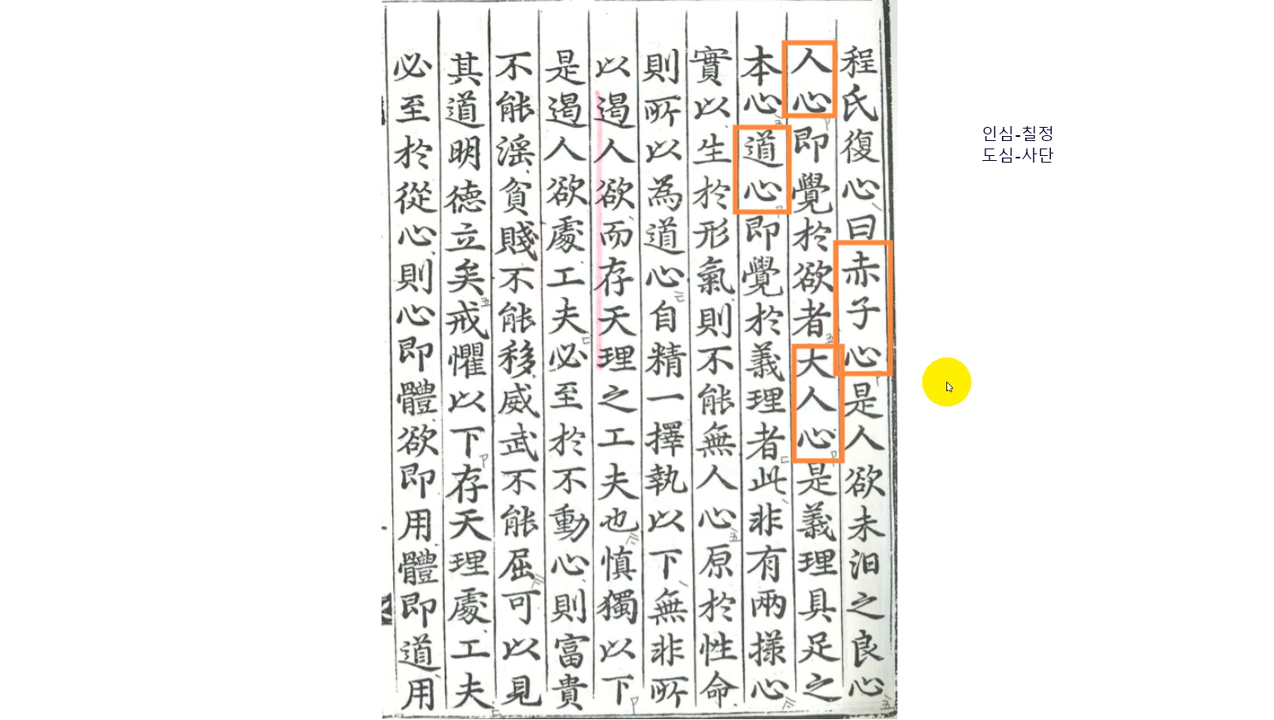 程氏復心曰赤子心是人欲未汩之良心
人心即覺於欲者大人心是義理具足之
本心道心即覺於義理者此非有兩㨾心
實以生於形氣則不能無人心原於性命
則所以為道心自精一擇執以下無非所
以遏人欲而存天理之工夫也慎獨以下
是遏人欲處工夫必至於不動心則富貴
不能淫貧賤不能移威武不能屈可以見
其道明德立矣戒懼以下存天理處工夫
必至於從心則心即體欲即用體即道用
인심-칠정
도심-사단